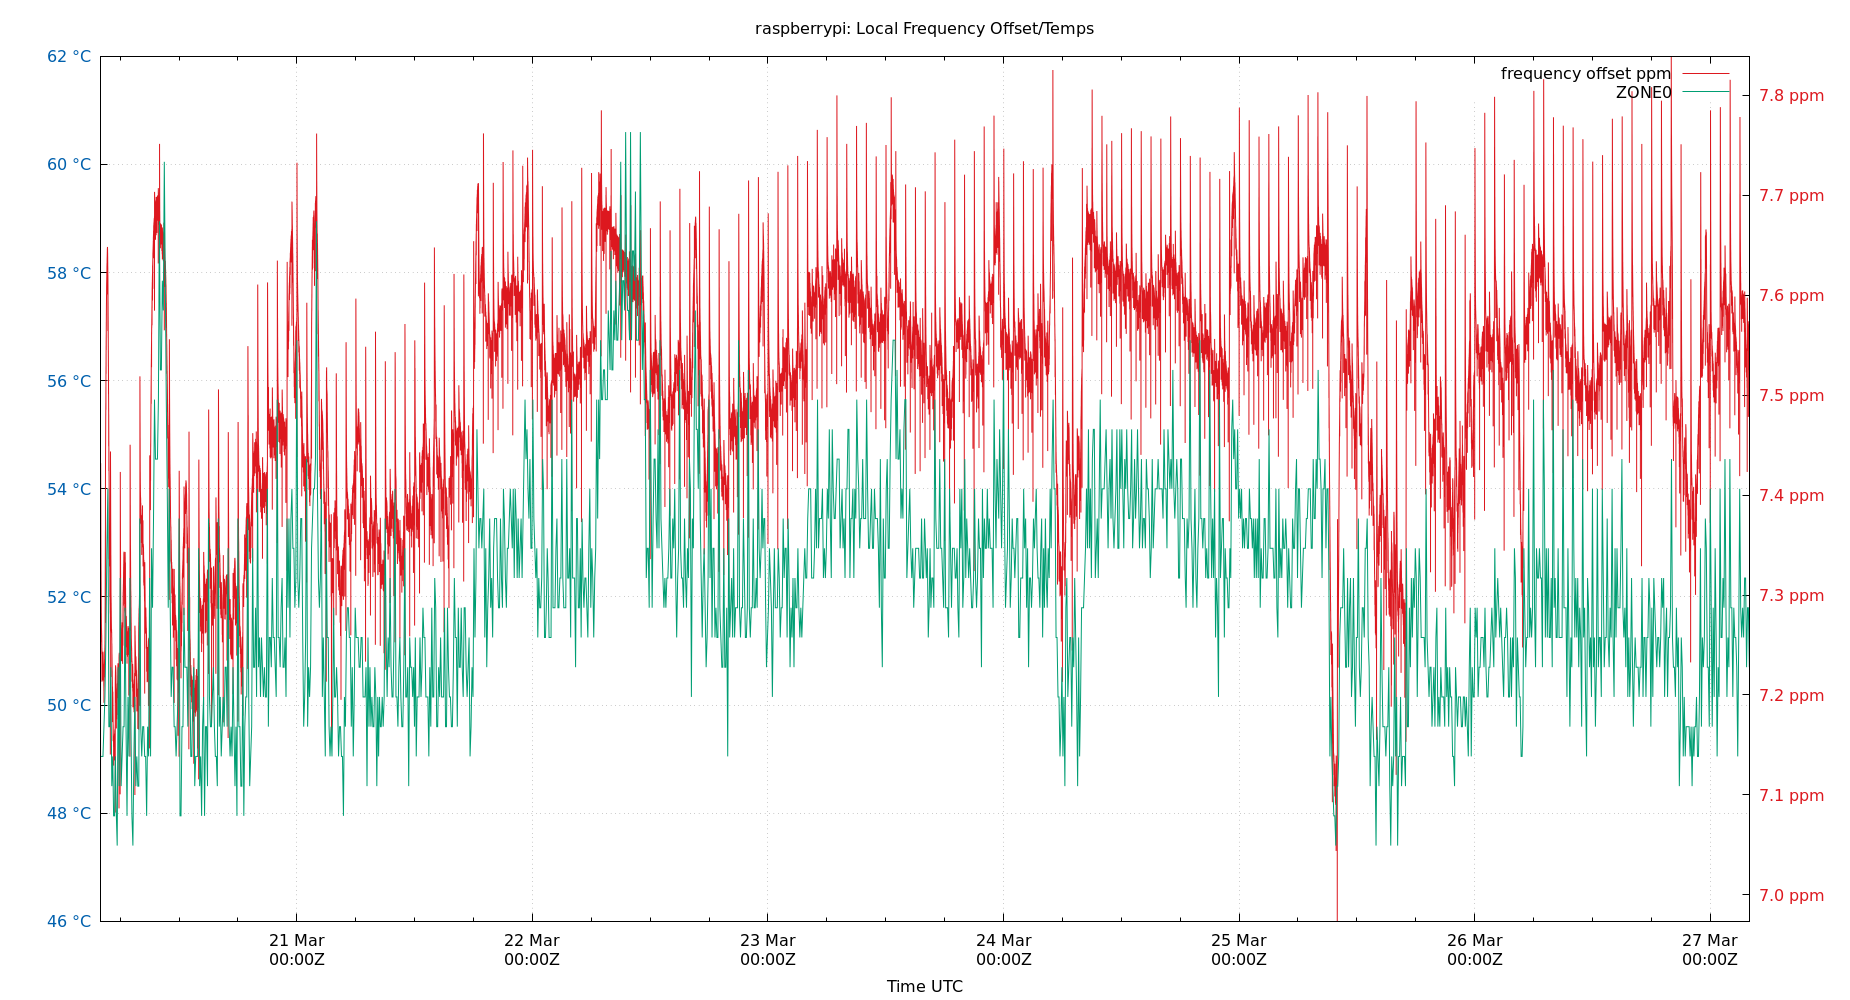 raspberrypi: Local Frequency Offset/Temps
62 °C
60 °C
58 °C
56 °C
54 °C
52 °C
50 °C
48 °C
46 °C
frequency offset ppm
ZONE0
7.8 ppm
7.7 ppm
7.6 ppm
7.5 ppm
7.4 ppm
7.3 ppm
7.2 ppm
7.1 ppm
7.0 ppm
21 Mar 22 Mar 23 Mar 24 Mar 25 Mar 26 Mar 27 Mar
00:00Z 00:00Z 00:00Z 00:00Z 00:00Z 00:00Z 00:00Z
Time UTC